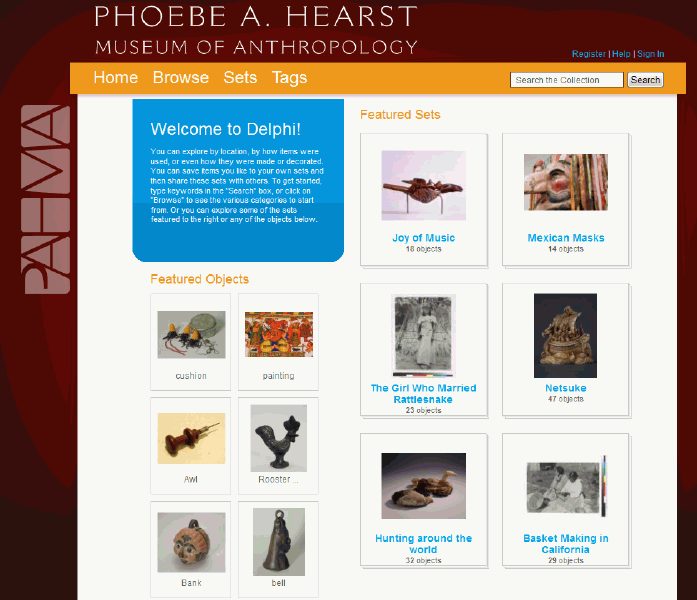 PHOEBE A. HEARST
MUSEUM OF ANTHROPOLOGY
Register | Help | Sign In
Home Browse Sets Tags
Search the Collection Search
PAHMA
Welcome to Delphi!
You can explore by location, by how items were
used, or even how they were made or decorated.
You can save items you like to your own sets and
then share these sets with others. To get started,
type keywords in the "Search" box, or click on
"Browse" to see the various categories to start
from. Or you can explore some of the sets
featured to the right or any of the objects below.
Featured Objects
cushion
painting
Awl
Rooster ...
Bank
bell
Featured Sets
Joy of Music
18 objects
Mexican Masks
14 objects
The Girl Who Married
Rattlesnake
23 objects
Netsuke
47 objects
Hunting around the
world
32 objects
Basket Making in
California
29 objects